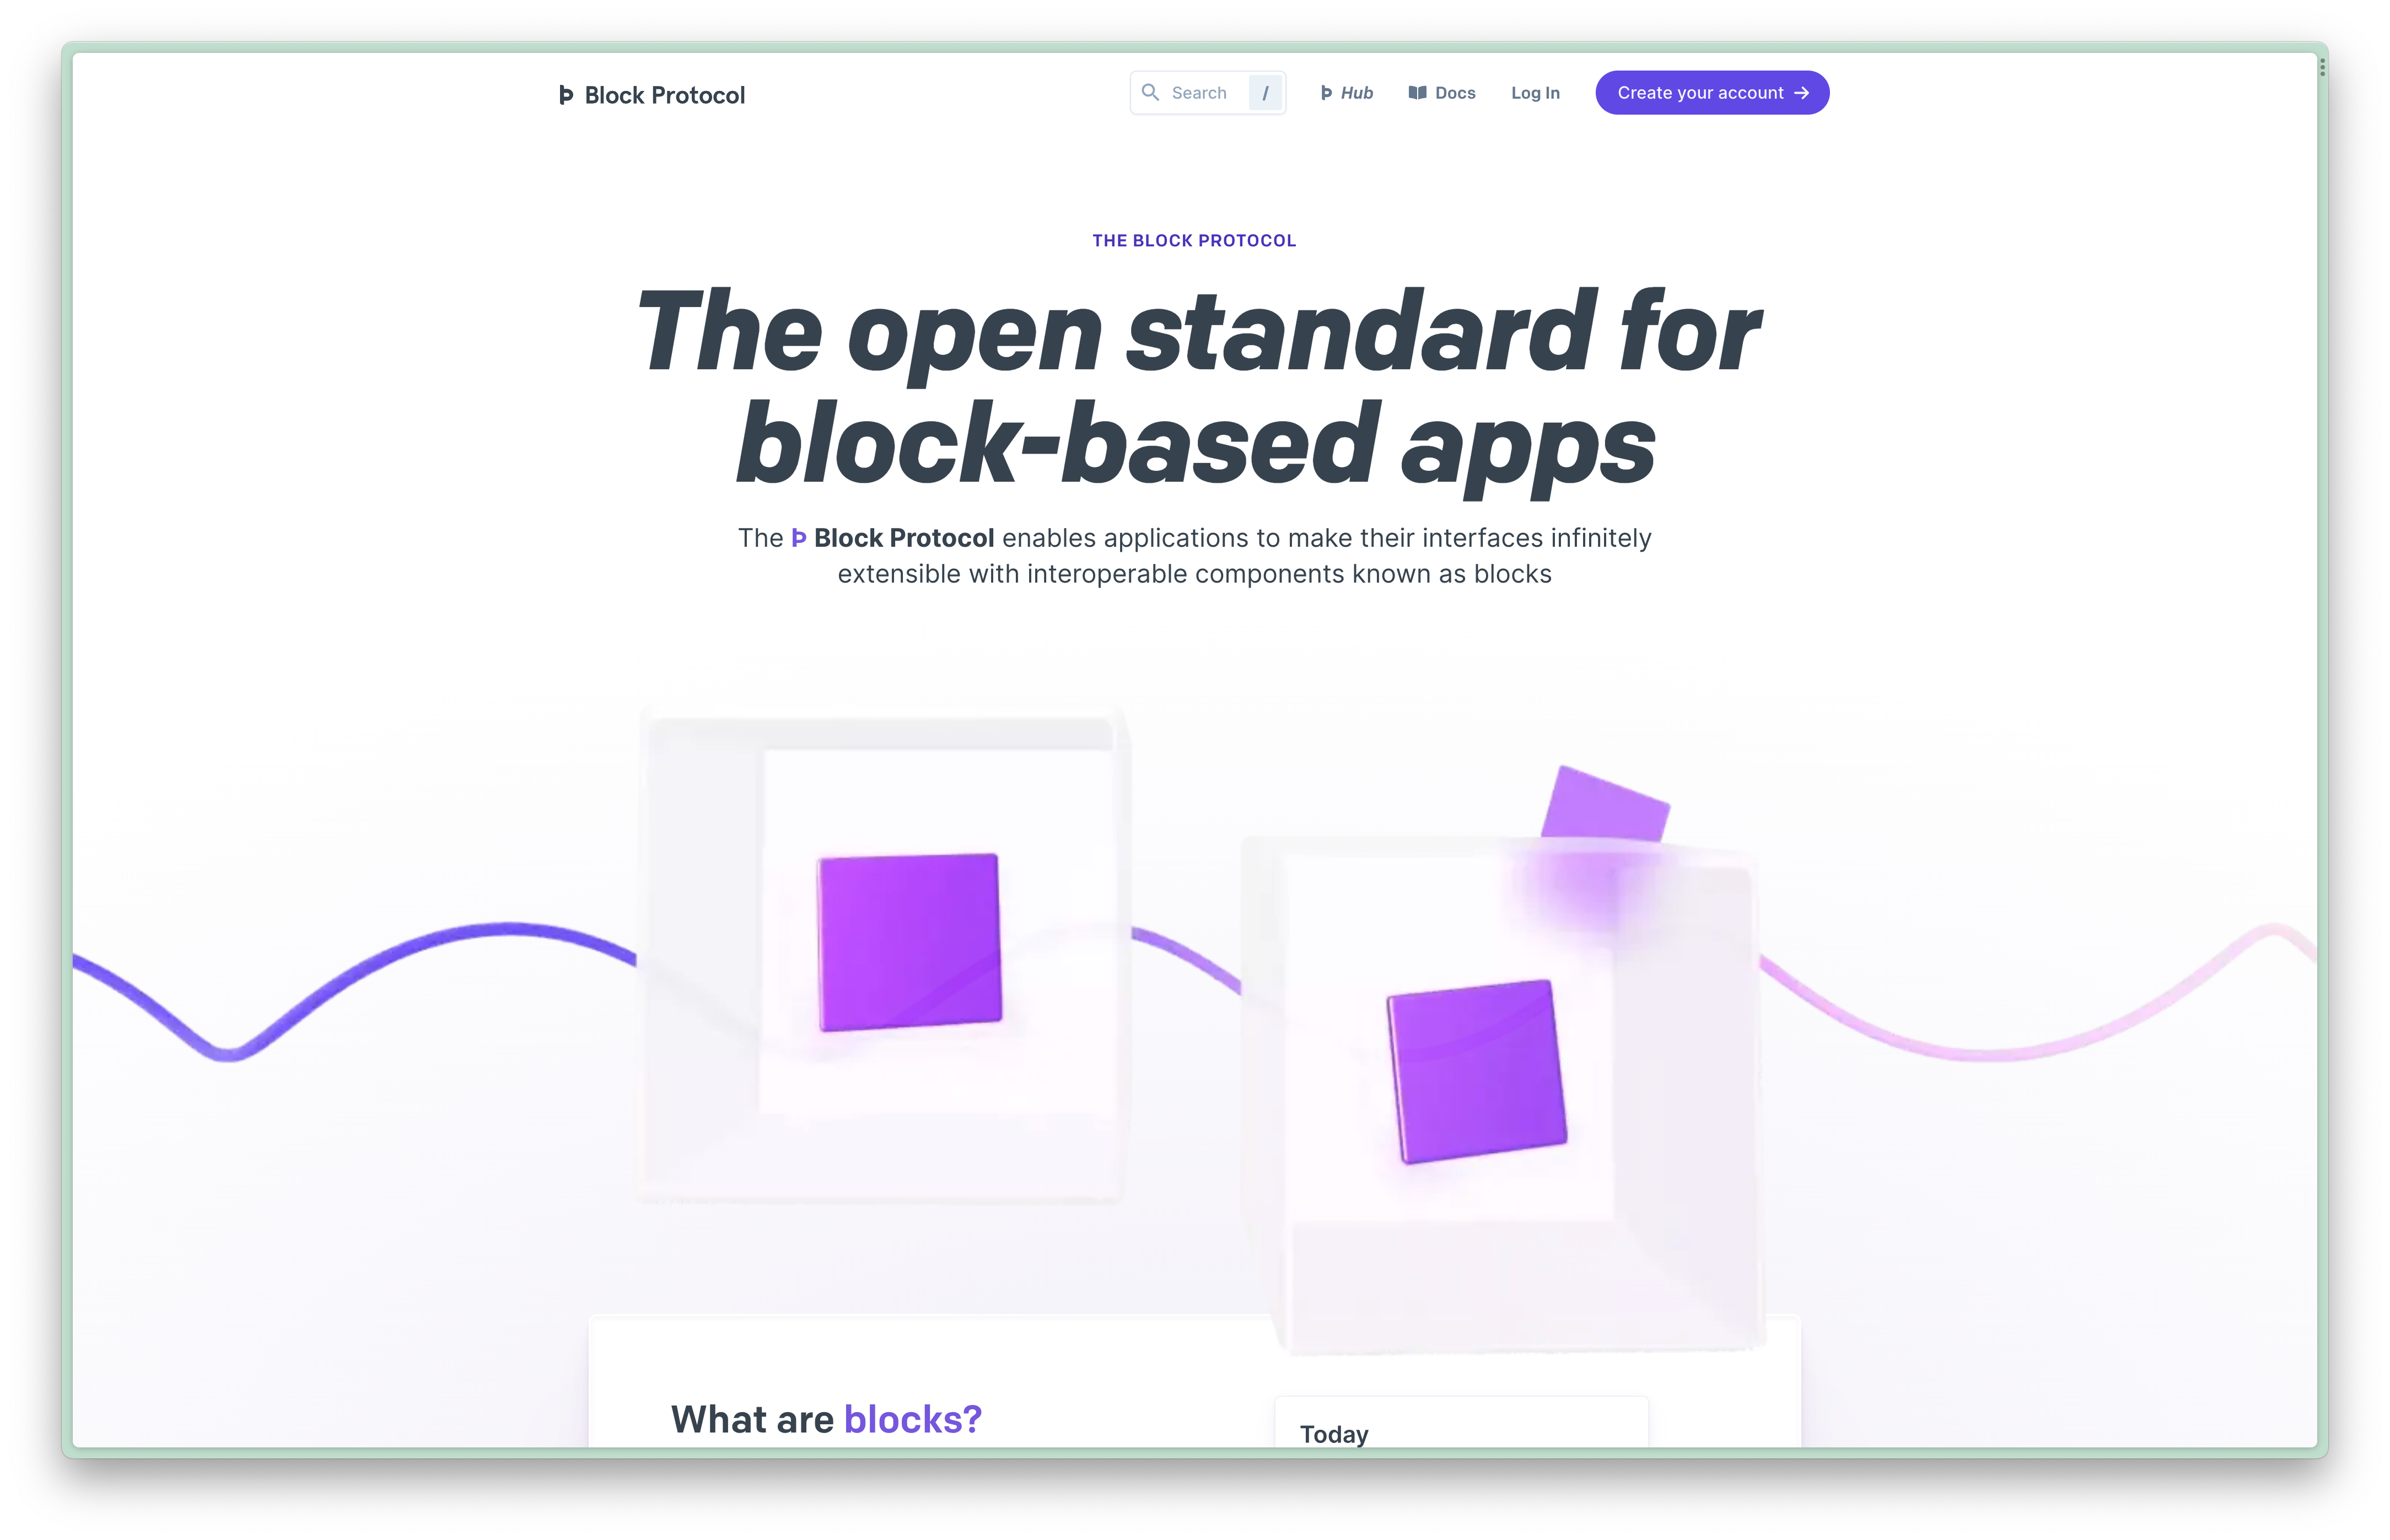 Block Protocol
Search /
Hub
Docs
Log In
Create your account →
THE BLOCK PROTOCOL
The open standard for
block-based apps
The Block Protocol enables applications to make their interfaces infinitely
extensible with interoperable components known as blocks
What are blocks?
Today